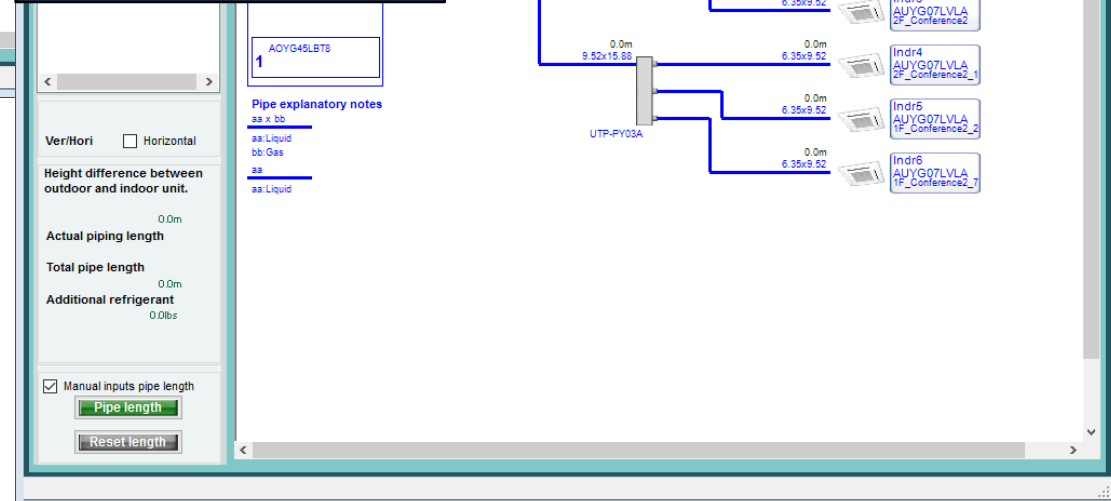 6.35x9.52
Indr3
AUYG07LVLA
2F_Conference2
AOYG45LBT8
1
0.0m
9.52x15.88
0.0m
6.35x9.52
Indr4
AUYG07LVLA
2F_Conference2_1
Pipe explanatory notes
aa x bb
aa:Liquid
bb:Gas
aa
aa:Liquid
UTP-PY03A
0.0m
6.35x9.52
Indr5
AUYG07LVLA
1F_Conference2_2
0.0m
6.35x9.52
Indr6
AUYG07LVLA
1F_Conference2_7
Ver/Hori
Horizontal
Height difference between
outdoor and indoor unit.
0.0m
Actual piping length
Total pipe length
0.0m
Additional refrigerant
0.0lbs
Manual inputs pipe length
Pipe length
Reset length